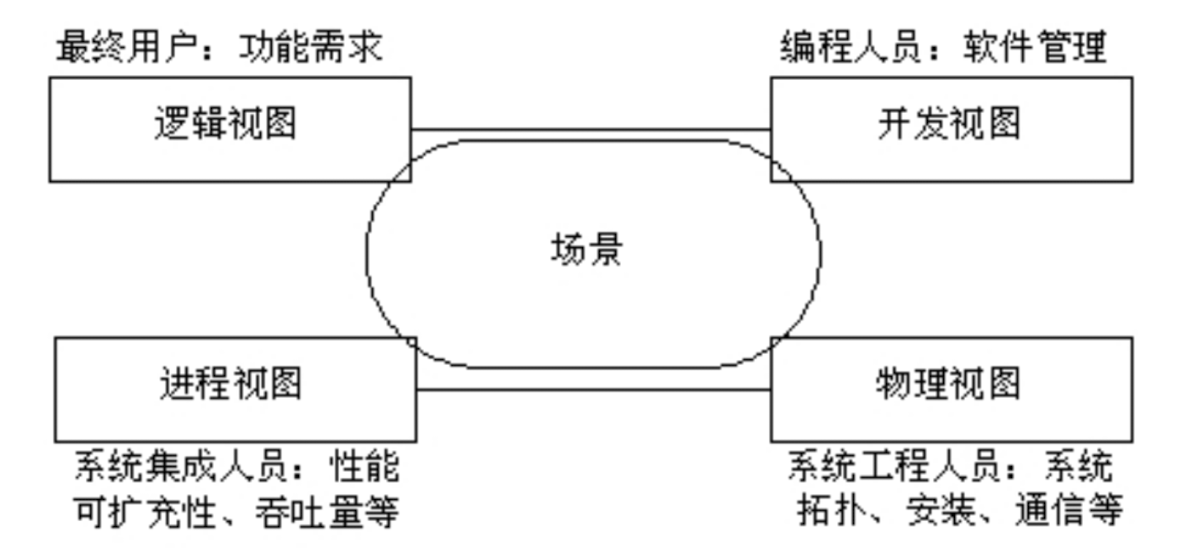 最终用户：功能需求
编程人员：软件管理
逻辑视图
开发视图
场景
进程视图
物理视图
系统集成人员：性能
可扩充性、吞吐量等
系统工程人员：系统
拓扑、安装、通信等